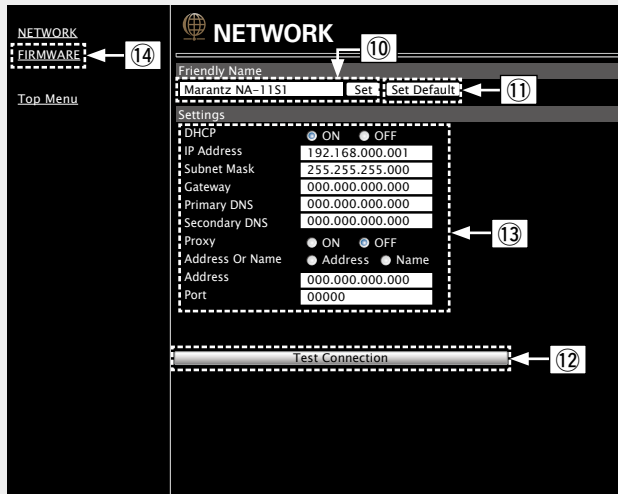 NETWORK
FIRMWARE
⑭
Top Menu
NETWORK
⑩
Friendly Name
Marantz NA-11S1 Set Set Default
⑪
Settings
DHCP ON OFF
IP Address 192.168.000.001
Subnet Mask 255.255.255.000
Gateway 000.000.000.000
Primary DNS 000.000.000.000
Secondary DNS 000.000.000.000
⑬
Proxy ON OFF
Address Or Name Address Name
Address 000.000.000.000
Port 00000
Test Connection
⑫